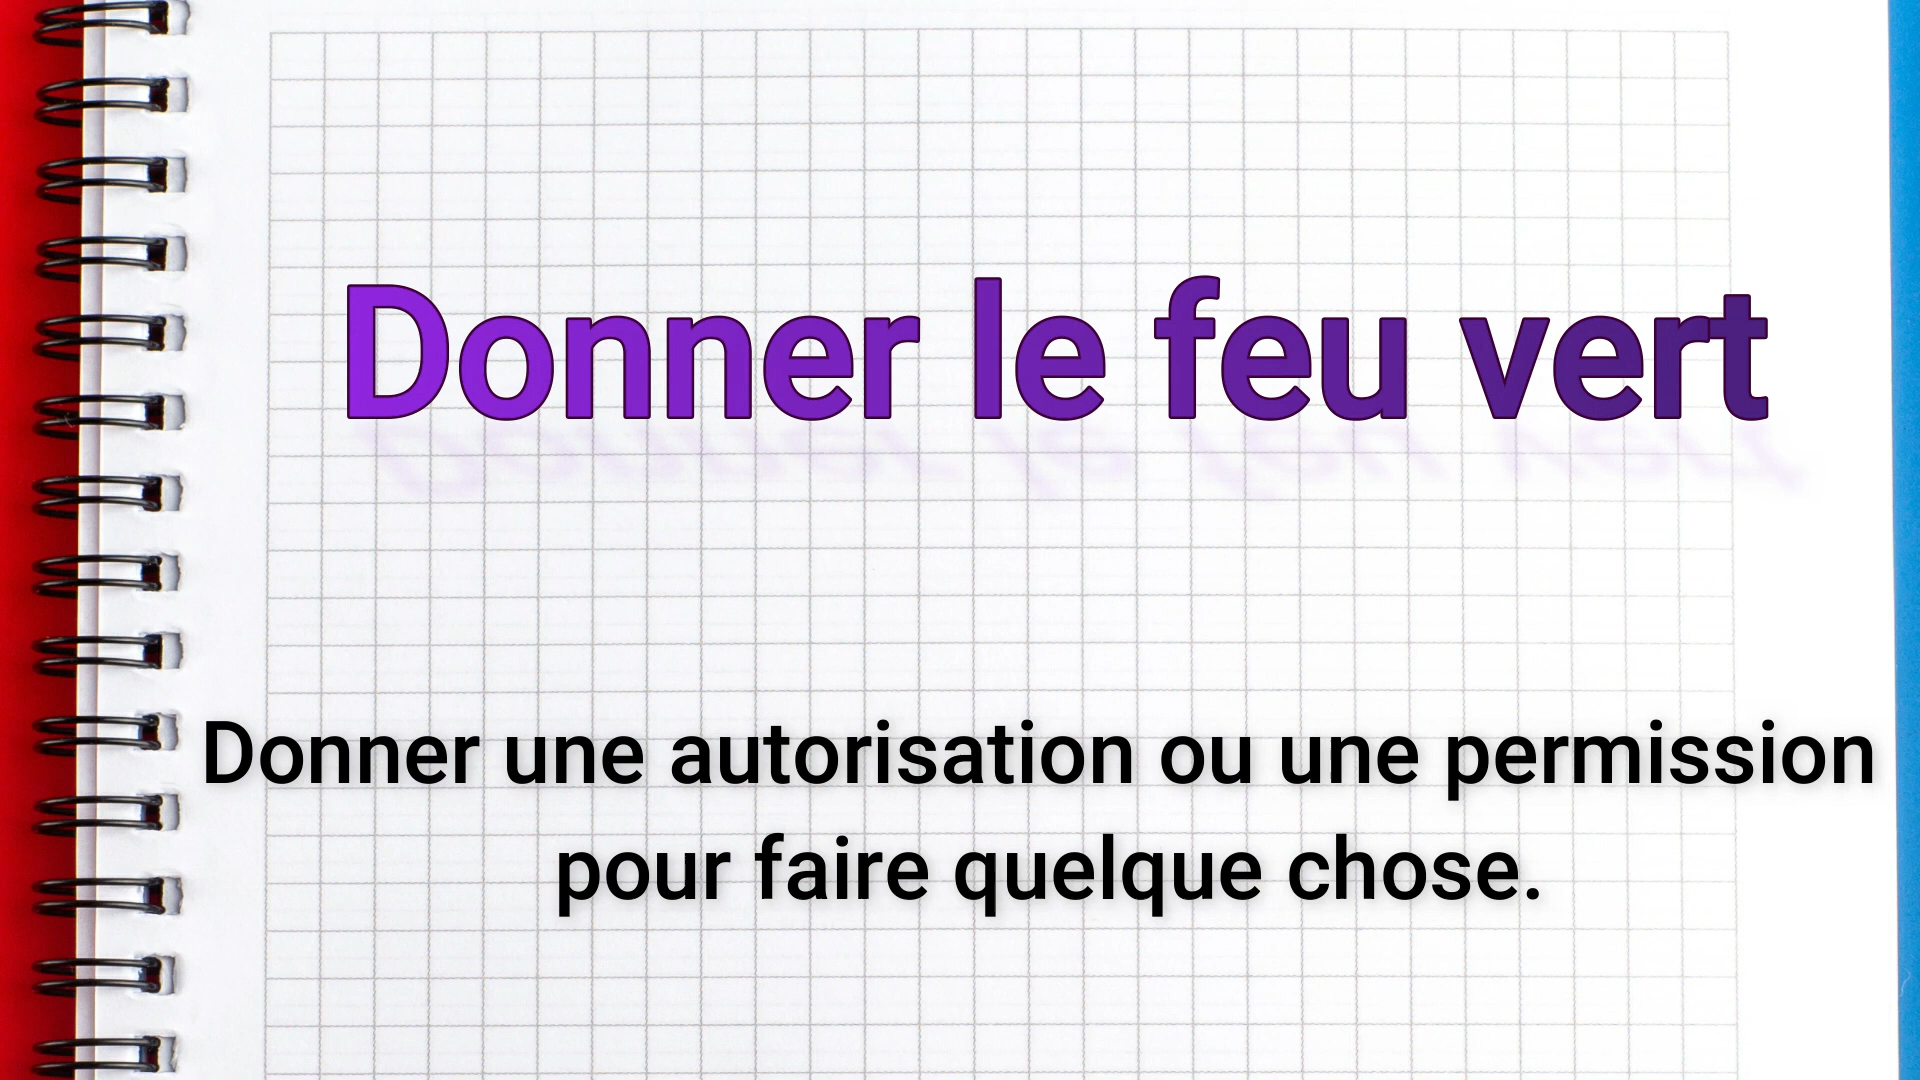 Donner le feu vert
Donner une autorisation ou une permission
pour faire quelque chose.